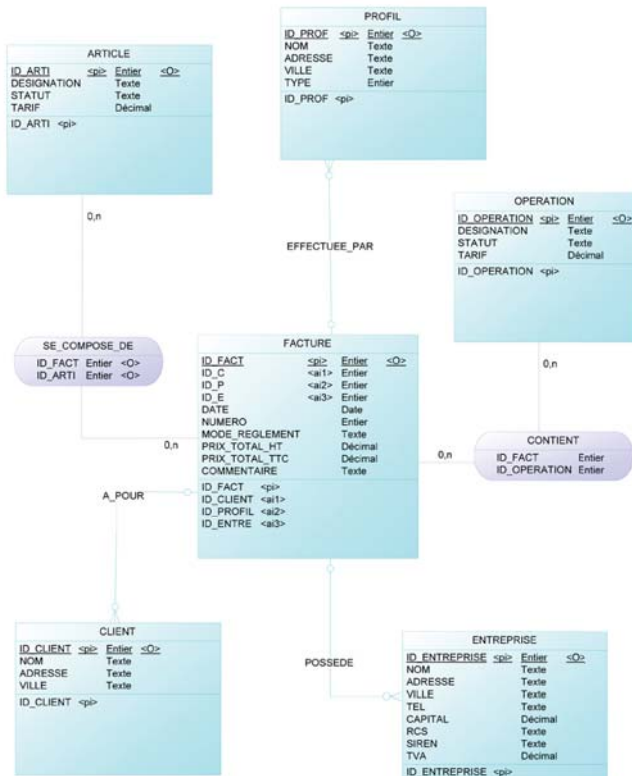 PROFIL
ID_PROF <pi> Entier <O>
NOM Texte
ADRESSE Texte
VILLE Texte
TYPE Entier
ID_PROF <pi>
ARTICLE
ID_ARTI <pi> Entier <O>
DESIGNATION Texte
STATUT Texte
TARIF Décimal
ID_ARTI <pi>
0,n
OPERATION
ID_OPERATION <pi> Entier <O>
DESIGNATION Texte
STATUT Texte
TARIF Décimal
ID_OPERATION <pi>
EFFECTUEE_PAR
SE_COMPOSE_DE
ID_FACT Entier <O>
ID_ARTI Entier <O>
FACTURE
ID_FACT <pi> Entier <O>
ID_C <ai1> Entier
ID_P <ai2> Entier
ID_E <ai3> Entier
DATE Date
NUMERO Entier
MODE_REGLEMENT Texte
PRIX_TOTAL_HT Décimal
PRIX_TOTAL_TTC Décimal
COMMENTAIRE Texte
ID_FACT <pi>
ID_CLIENT <ai1>
ID_PROFIL <ai2>
ID_ENTRE <ai3>
0,n
0,n
0,n
CONTIENT
ID_FACT Entier
ID_OPERATION Entier
A_POUR
CLIENT
ID_CLIENT <pi> Entier <O>
NOM Texte
ADRESSE Texte
VILLE Texte
ID_CLIENT <pi>
POSSEDE
ENTREPRISE
ID_ENTREPRISE <pi> Entier <O>
NOM Texte
ADRESSE Texte
VILLE Texte
TEL Texte
CAPITAL Décimal
RCS Texte
SIREN Texte
TVA Décimal
ID_ENTREPRISE <pi>